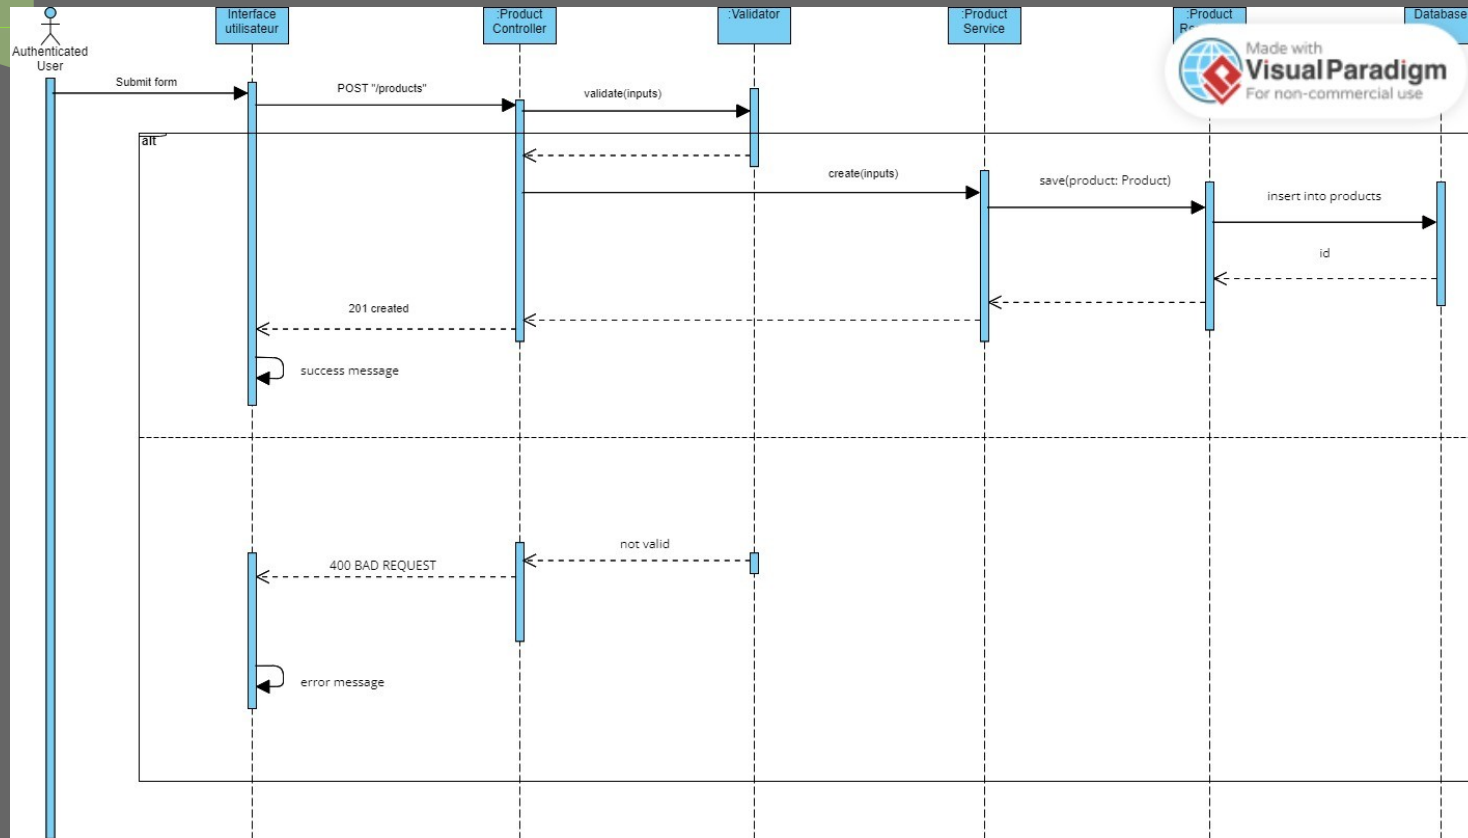 Interface
utilisateur
:Product
Controller
:Validator
:Product
Service
:Product
Database
Authenticated
User
Made with
Visual Paradigm
For non-commercial use
Submit form
POST "/products"
validate(inputs)
alt
create(inputs)
save(product: Product)
insert into products
id
201 created
success message
not valid
400 BAD REQUEST
error message